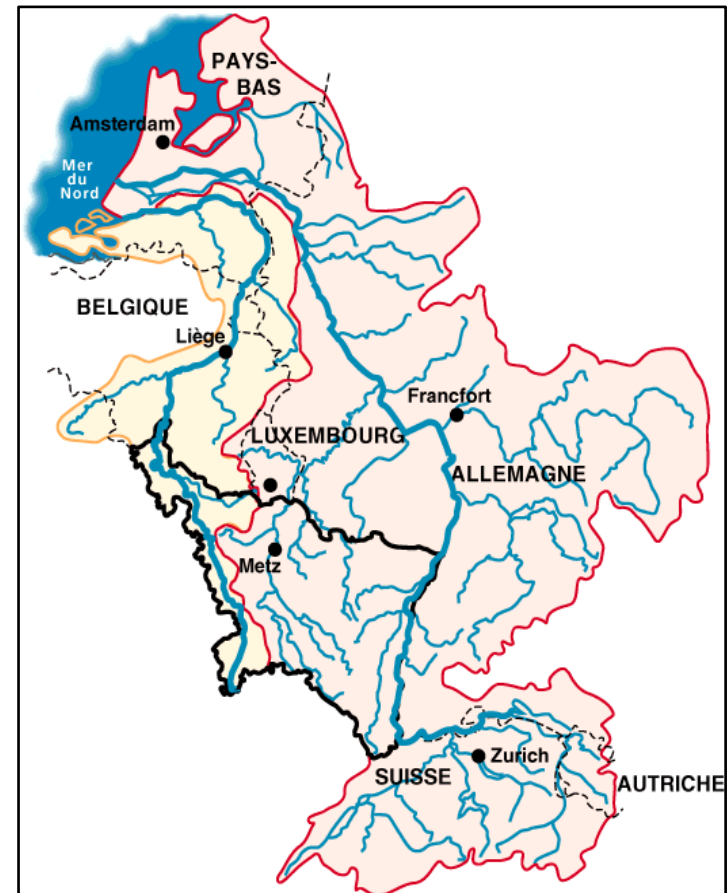 PAYS-
BAS
Amsterdam
Mer
du
Nord
BELGIQUE
Liège
Francfort
LUXEMBOURG
ALLEMAGNE
Metz
Zurich
SUISSE
AUTRICHE